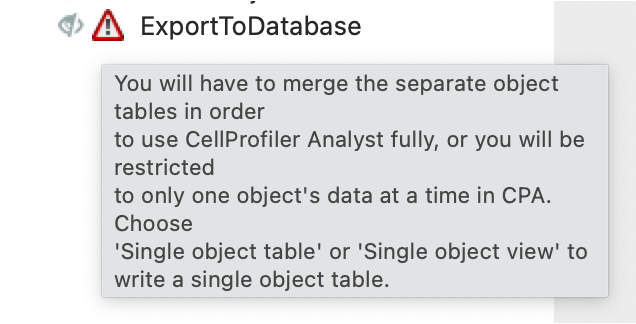 ExportToDatabase
You will have to merge the separate object
tables in order
to use CellProfiler Analyst fully, or you will be
restricted
to only one object's data at a time in CPA.
Choose
'Single object table' or 'Single object view' to
write a single object table.